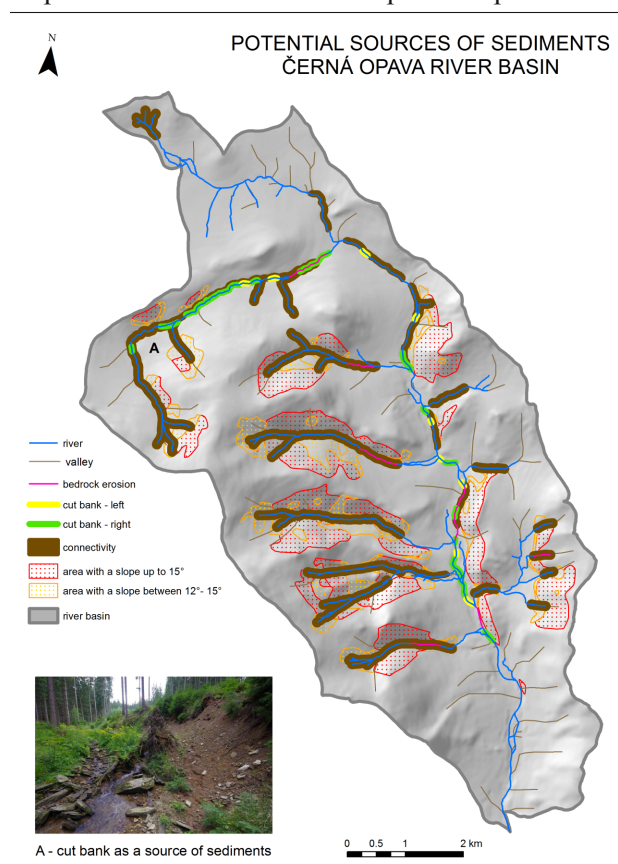 N
POTENTIAL SOURCES OF SEDIMENTS
ČERNÁ OPAVA RIVER BASIN
A
river
valley
bedrock erosion
cut bank - left
cut bank - right
connectivity
area with a slope up to 15°
area with a slope between 12°- 15°
river basin
A - cut bank as a source of sediments
0 0.5 1 2 km